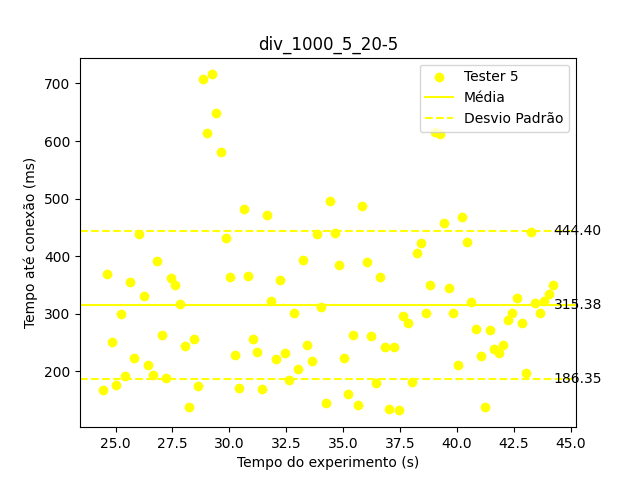 div_1000_5_20-5
Tester 5
Média
Desvio Padrão
Tempo até conexão (ms)
700
600
500
400
300
200
444.40
315.38
186.35
25.0 27.5 30.0 32.5 35.0 37.5 40.0 42.5 45.0
Tempo do experimento (s)